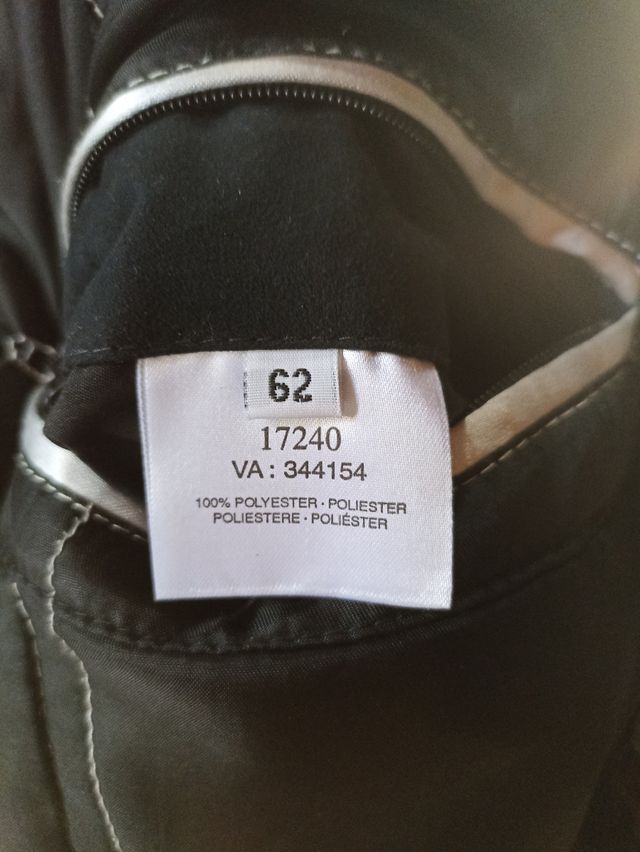 62
17240
VA : 344154
100% POLYESTER · POLIESTER
POLIESTERE · POLIÉSTER